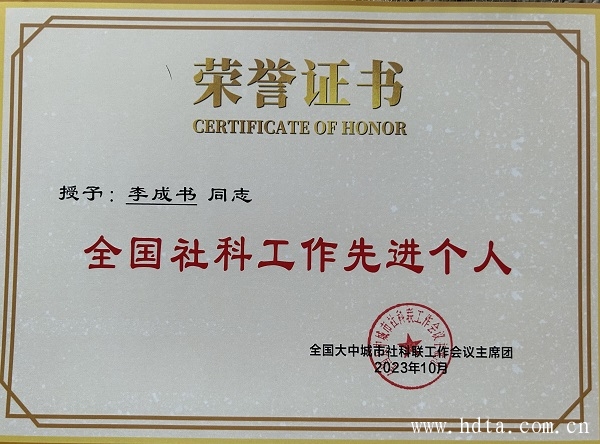 荣誉证书
CERTIFICATE OF HONOR
授予：李成书 同志
全国社科工作先进个人
全国大中城市社科联工作会议主席团
2023年10月
www.hdta.com.cn